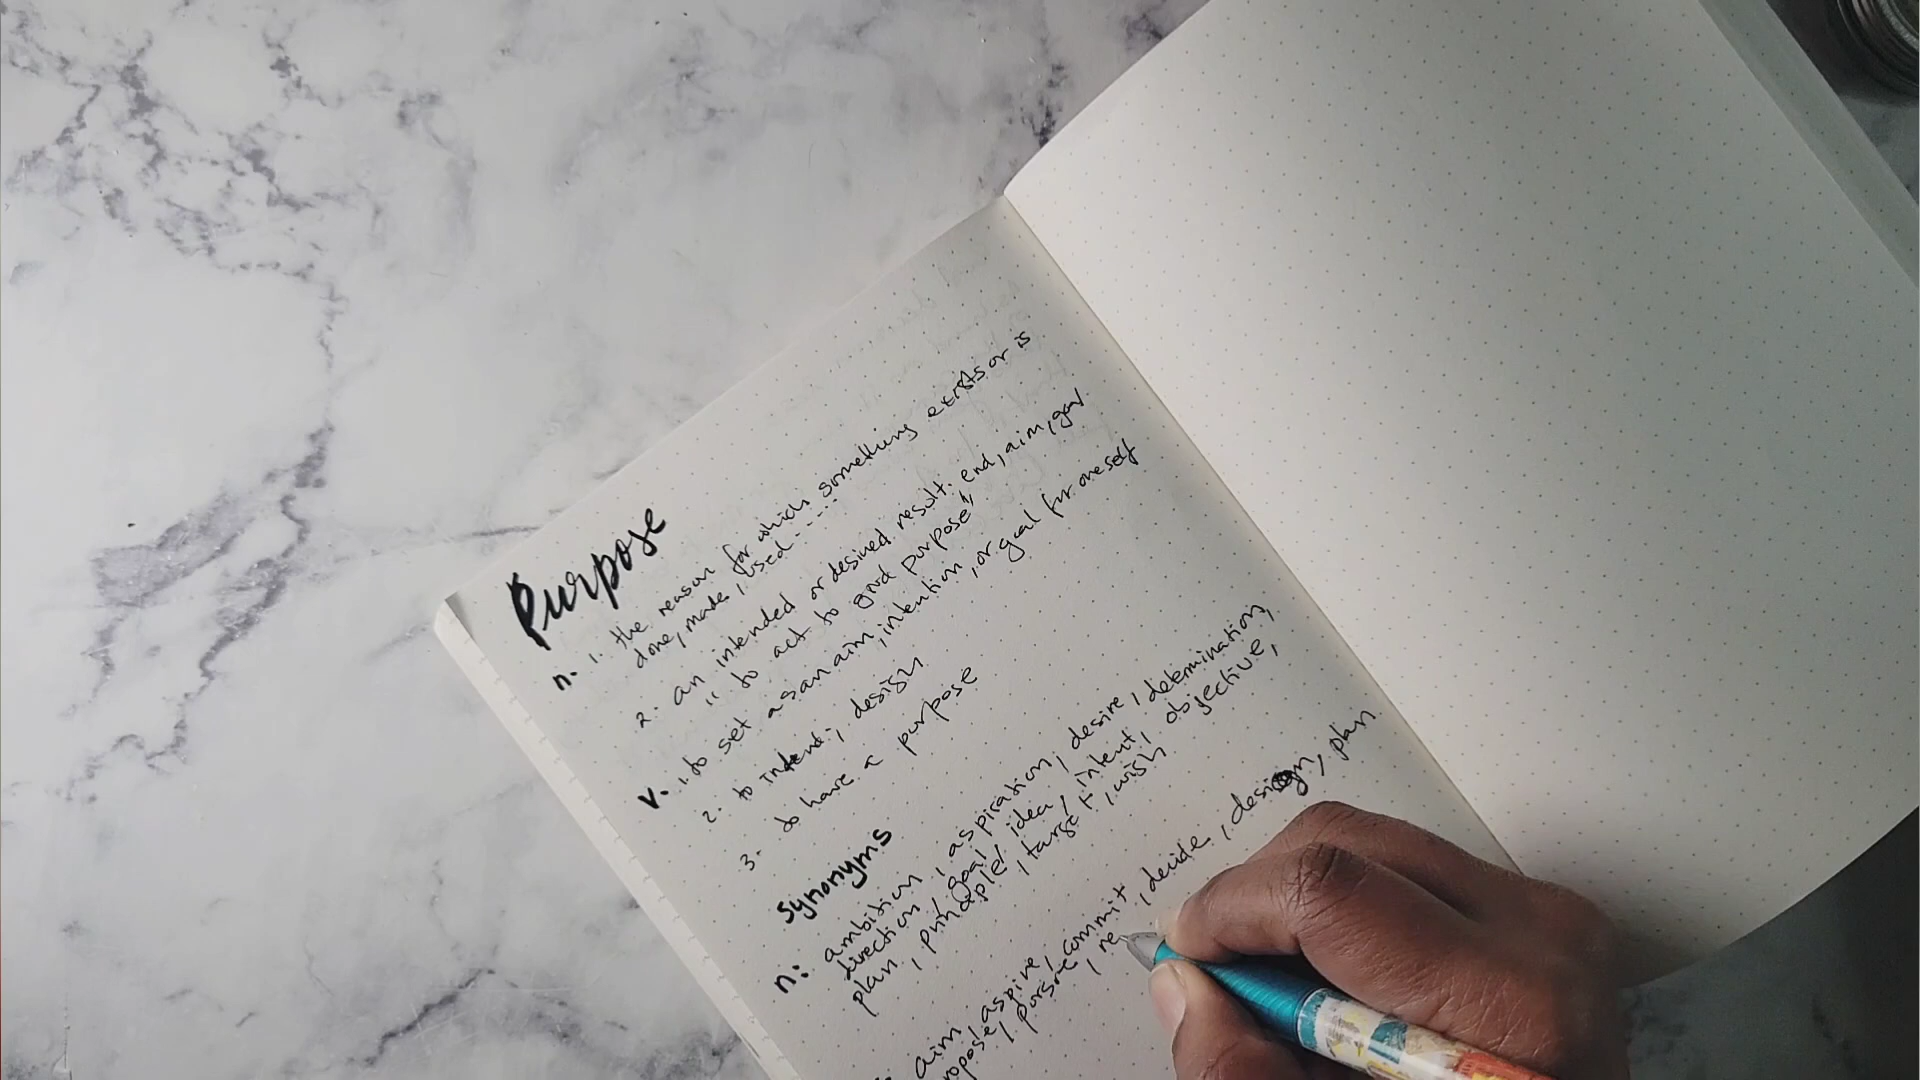 Purpose
n. 1. the reason for which something exists or is
done, made, used - - - -
2. an intended or desired result. end, aim, goal
" to act to good purpose"
v. 1. to set as an aim, intention, or goal for oneself
2. to intend; design
3. to have a purpose
Synonyms
n: ambition, aspiration, desire, determination,
direction, goal, idea, intent, objective,
plan, principle, target, wish
aim, aspire, commit, decide, design, plan
propose, pursue, re